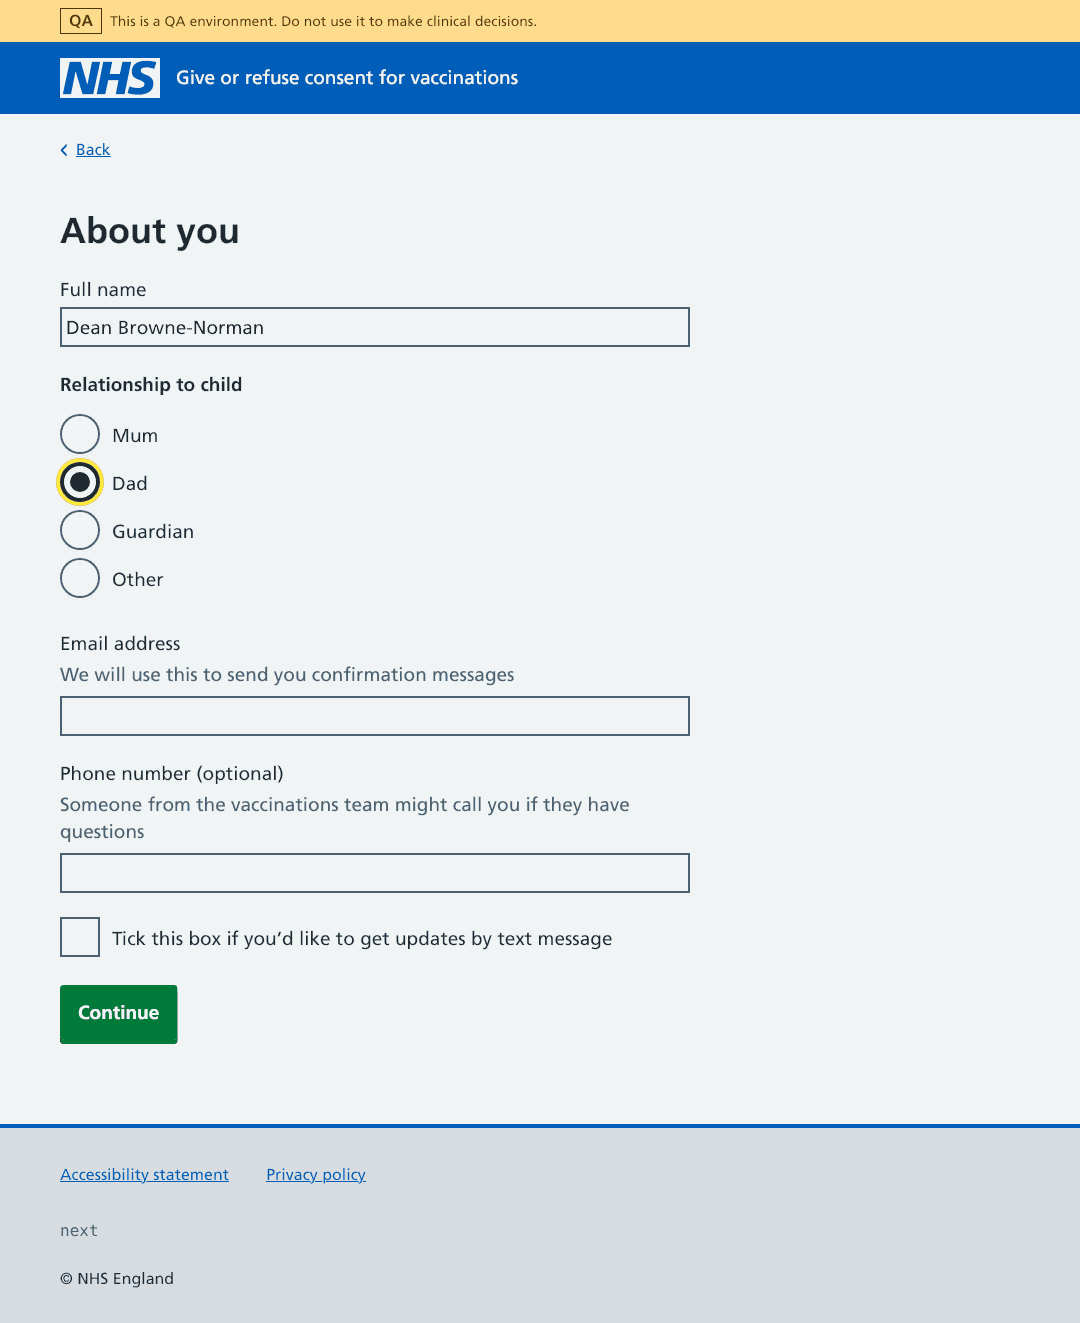 QA This is a QA environment. Do not use it to make clinical decisions.
NHS Give or refuse consent for vaccinations
Back
About you
Full name
Dean Browne-Norman
Relationship to child
Mum
Dad
Guardian
Other
Email address
We will use this to send you confirmation messages
Phone number (optional)
Someone from the vaccinations team might call you if they have
questions
Tick this box if you’d like to get updates by text message
Continue
Accessibility statement Privacy policy
next
© NHS England